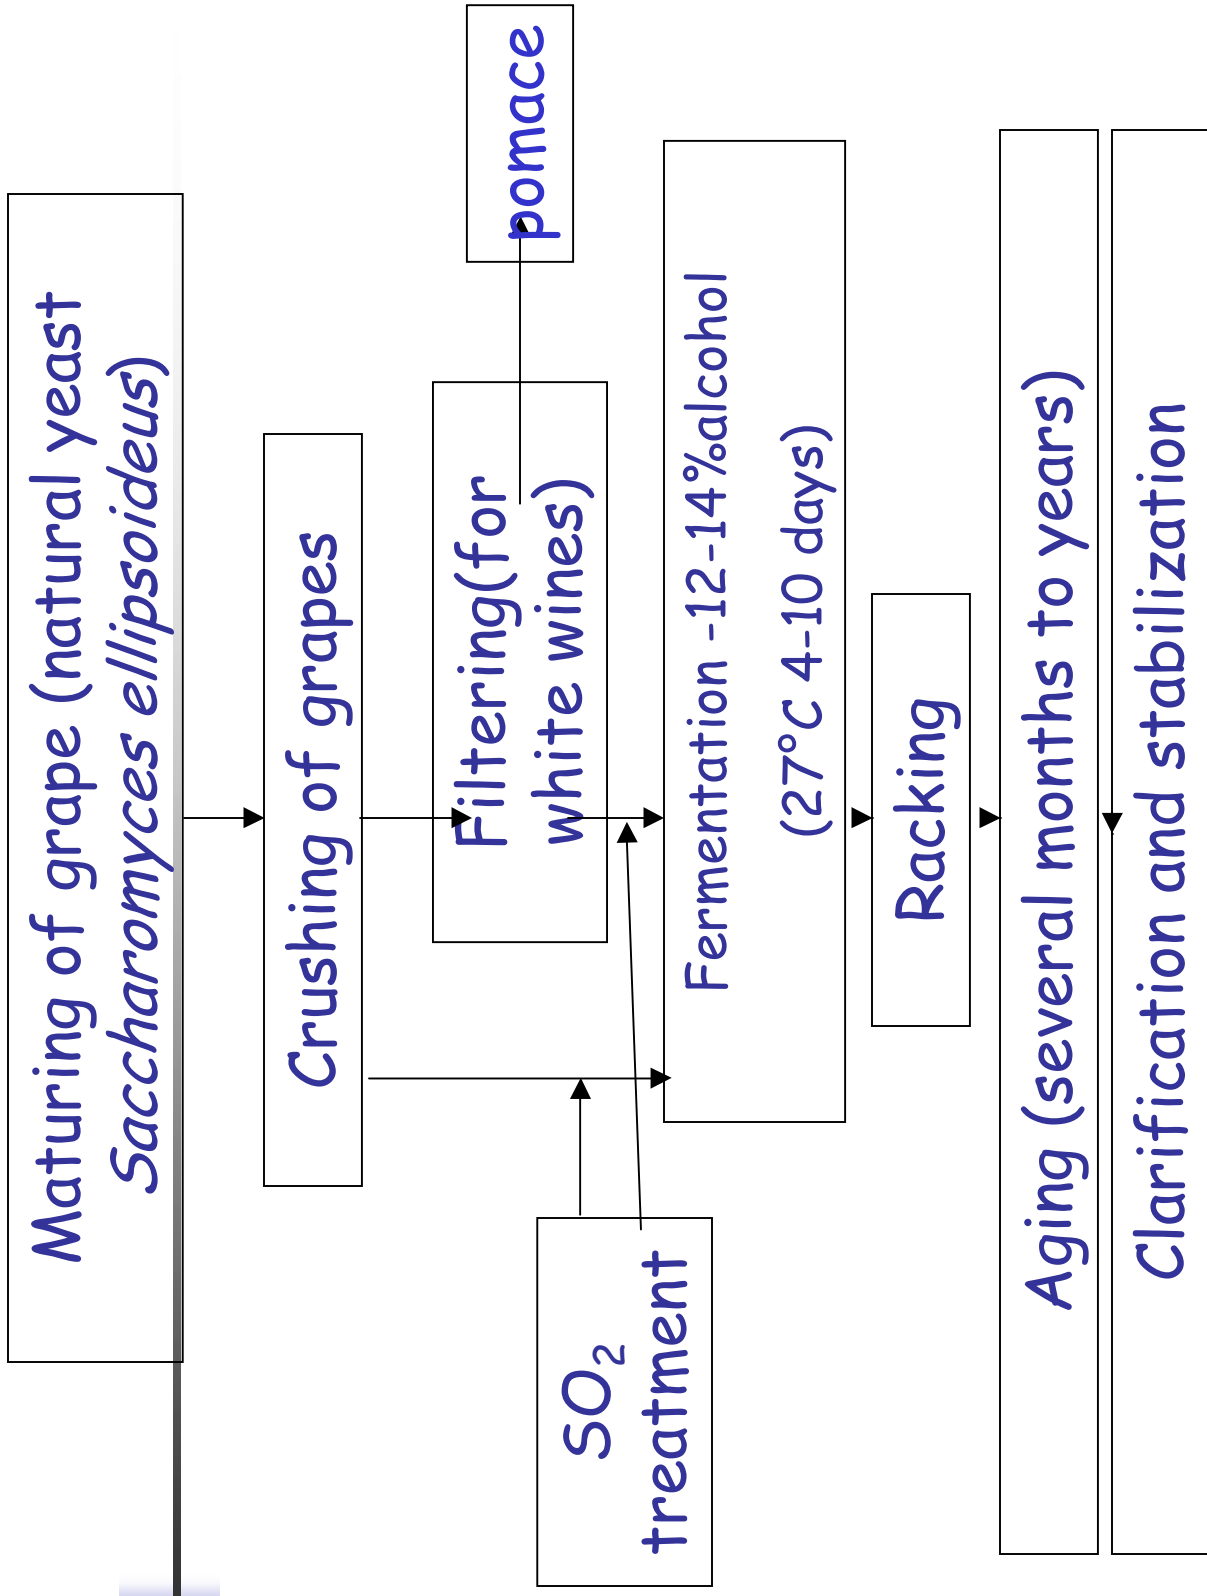 Maturing of grape (natural yeast
Saccharomyces ellipsoideus)
Crushing of grapes
Filtering(for
white wines)
pomace
SO₂
treatment
Fermentation -12-14%alcohol
(27°C 4-10 days)
Racking
Aging (several months to years)
Clarification and stabilization